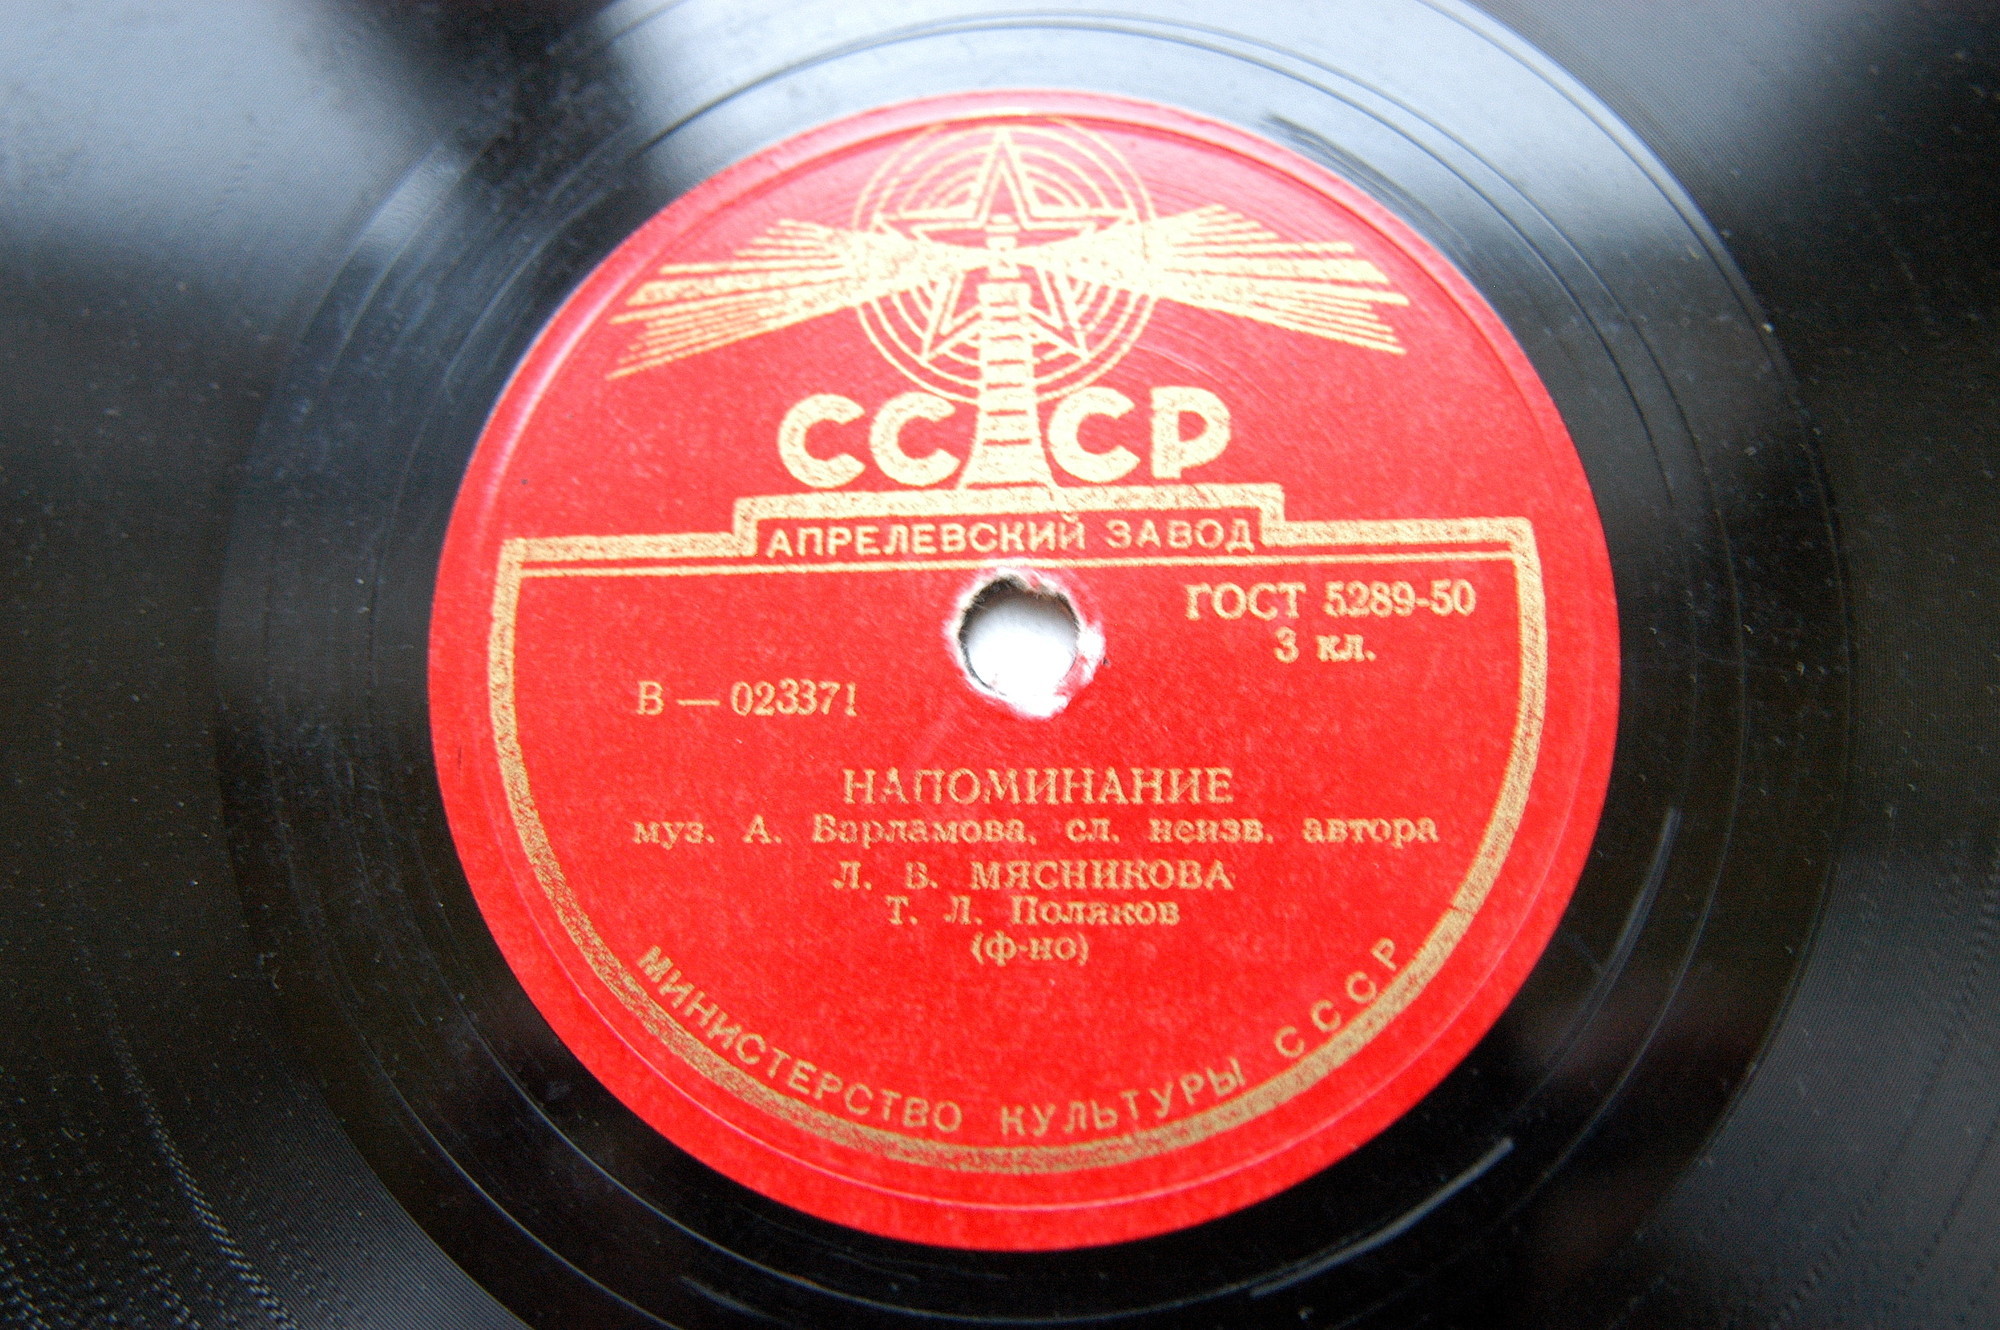 СССР
АПРЕЛЕВСКИЙ ЗАВОД
ГОСТ 5289-50
3 кл.
В — 023371
НАПОМИНАНИЕ
муз. А. Варламова, сл. неизв. автора
Л. В. МЯСНИКОВА
Т. Л. Поляков
(ф-но)
МИНИСТЕРСТВО КУЛЬТУРЫ СССР